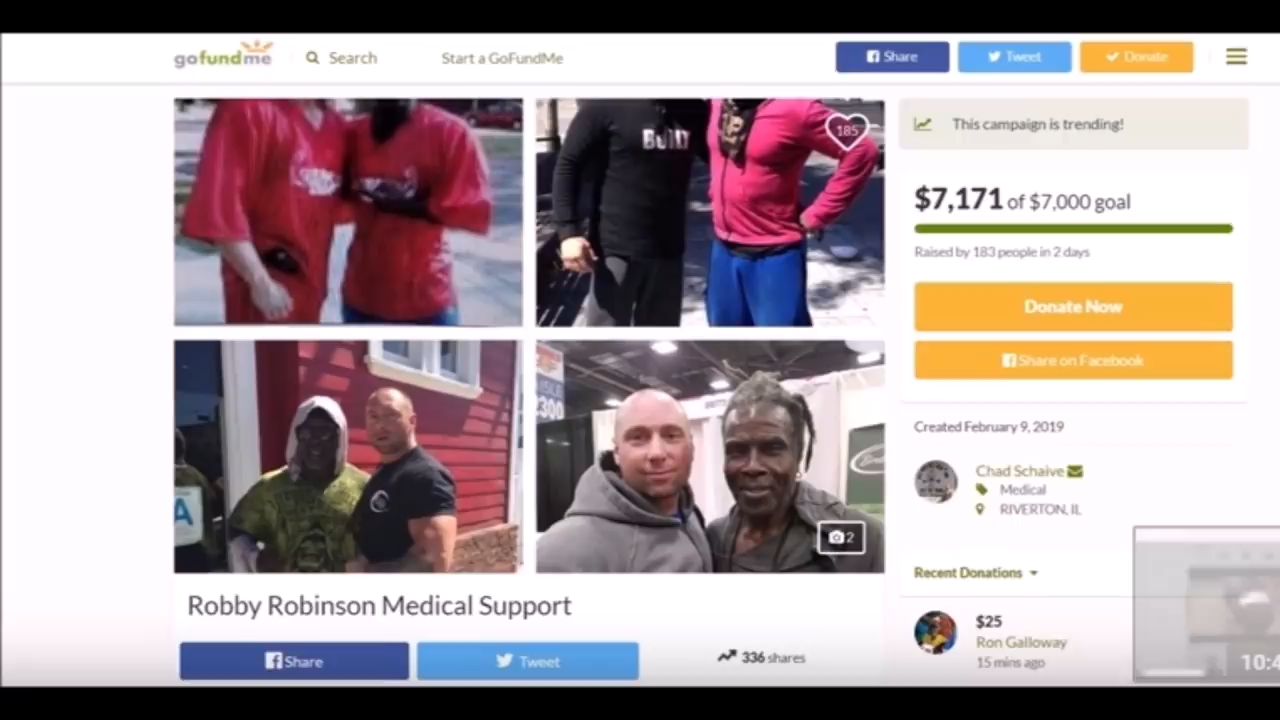 gofundme
Search
Start a GoFundMe
Share
Tweet
Donate
BUILT
185
This campaign is trending!
$7,171 of $7,000 goal
Raised by 183 people in 2 days
Donate Now
Share on Facebook
Created February 9, 2019
Chad Schaive
Medical
RIVERTON, IL
A
AISLE
2300
2
Robby Robinson Medical Support
Share
Tweet
336 shares
Recent Donations
$25
Ron Galloway
15 mins ago
10:4